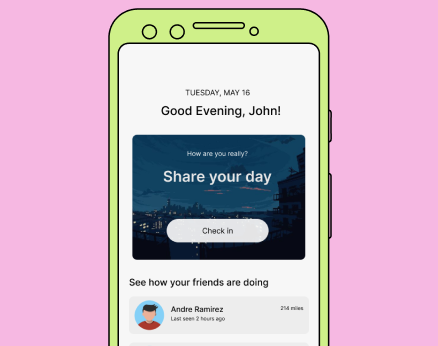 TUESDAY, MAY 16
Good Evening, John!
How are you really?
Share your day
Check in
See how your friends are doing
Andre Ramirez
214 miles
Last seen 2 hours ago